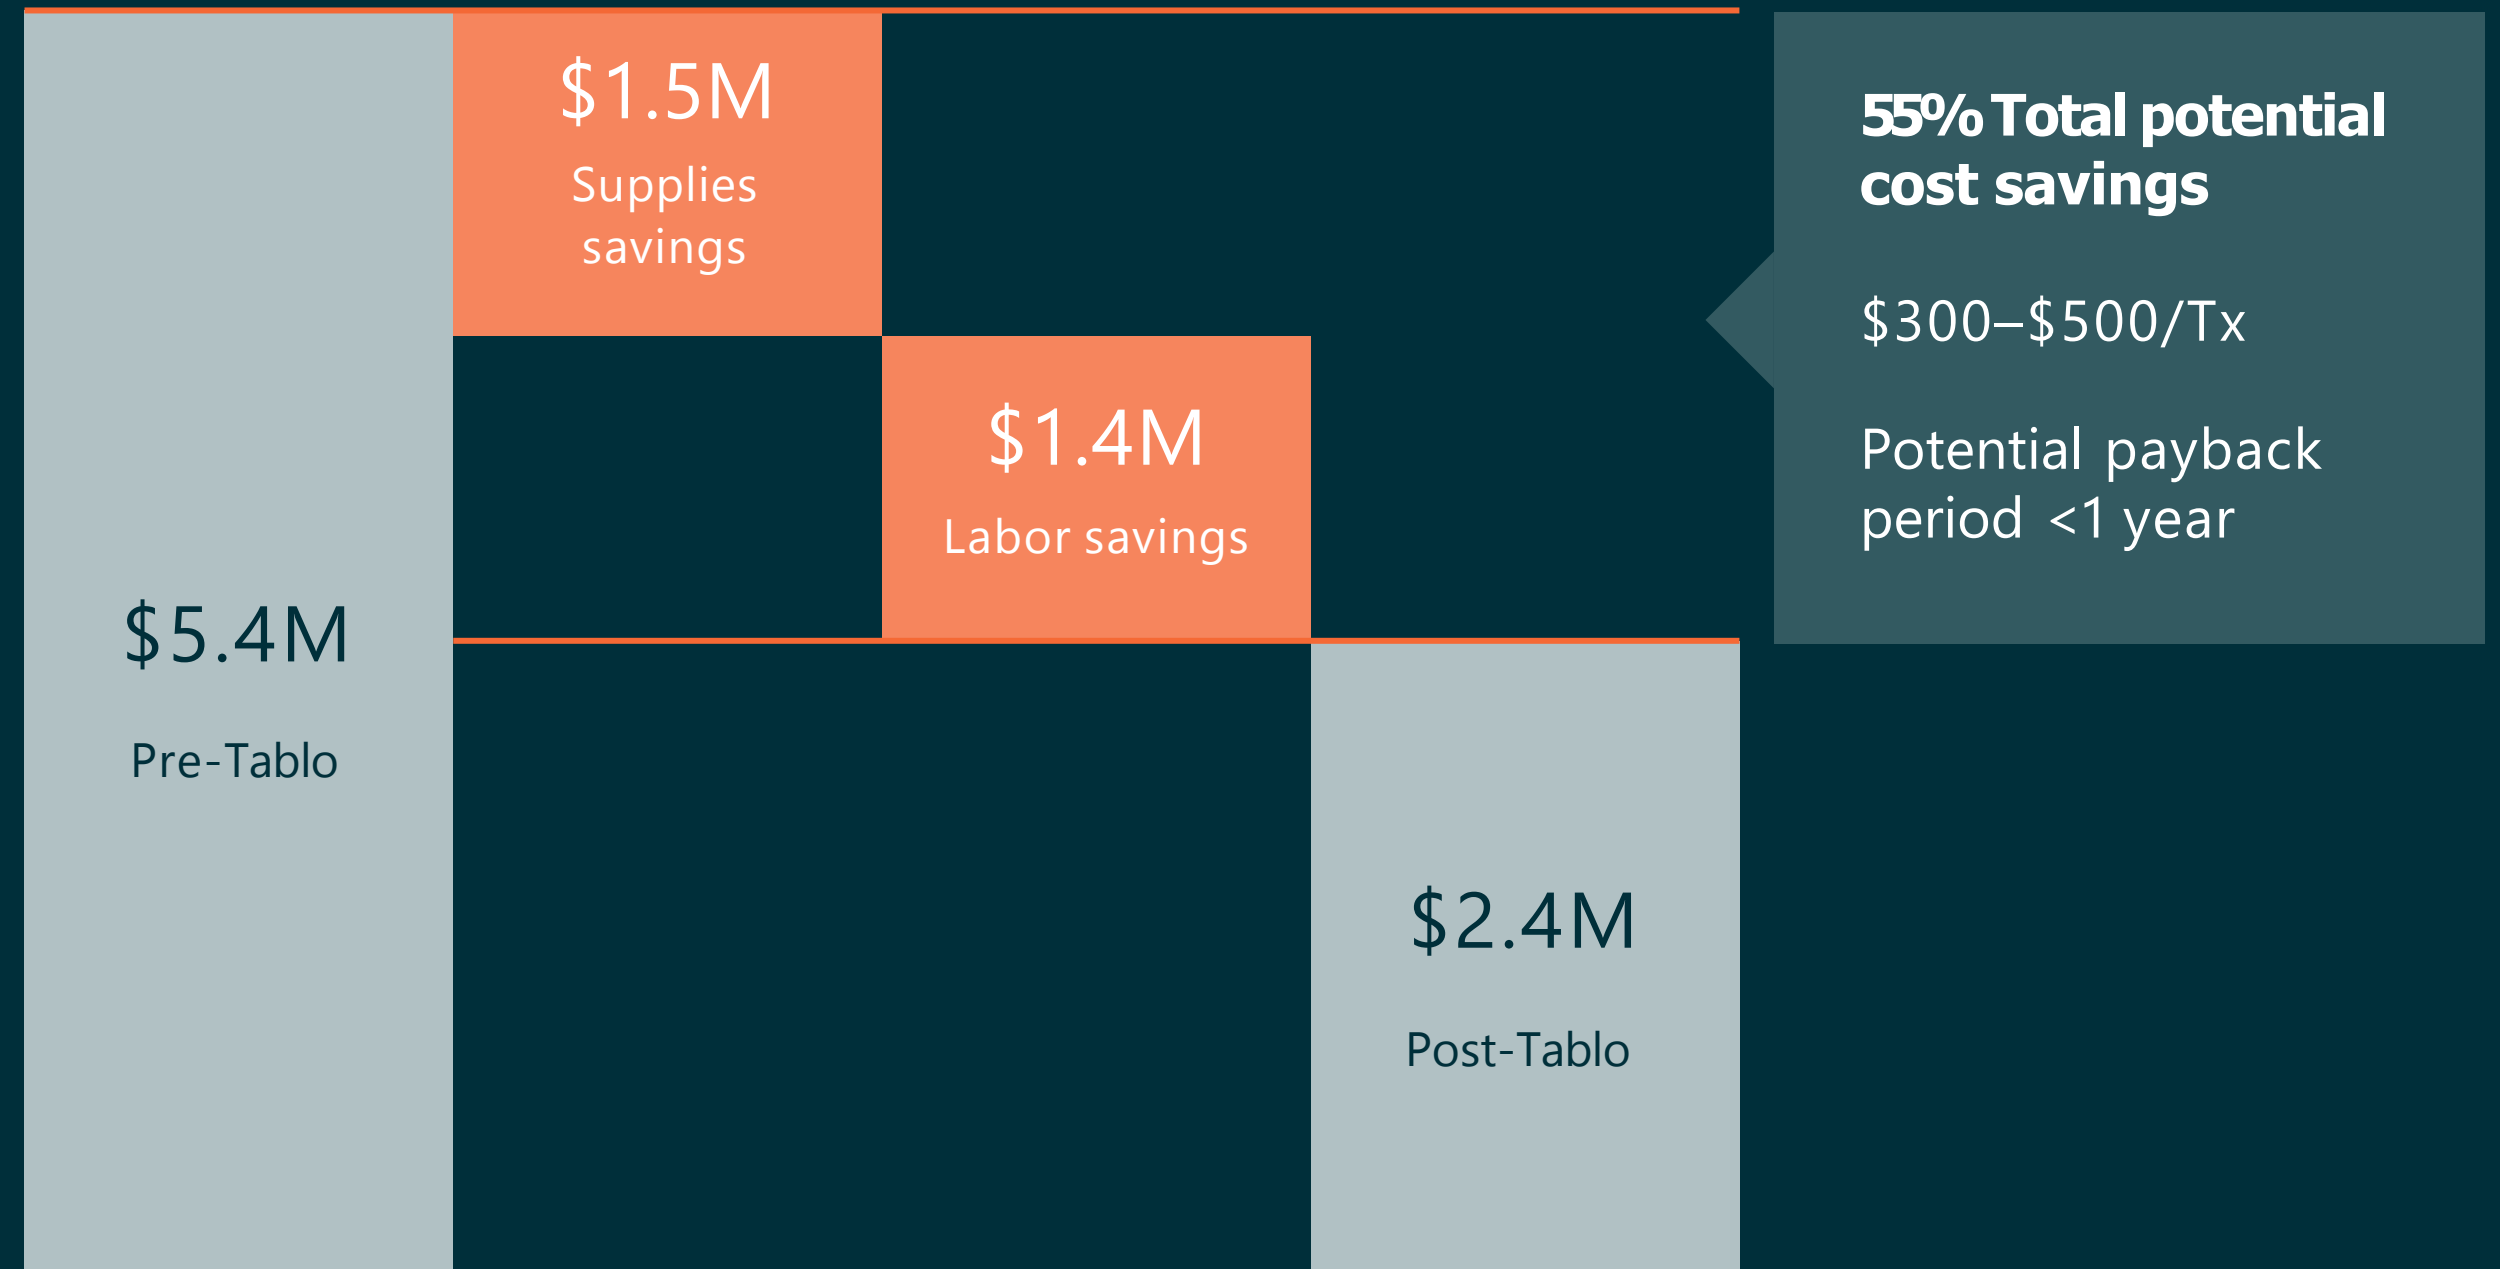 $5.4M
Pre-Tablo
$1.5M
Supplies
savings
$1.4M
Labor savings
$2.4M
Post-Tablo
55% Total potential
cost savings
$300–$500/Tx
Potential payback
period <1 year